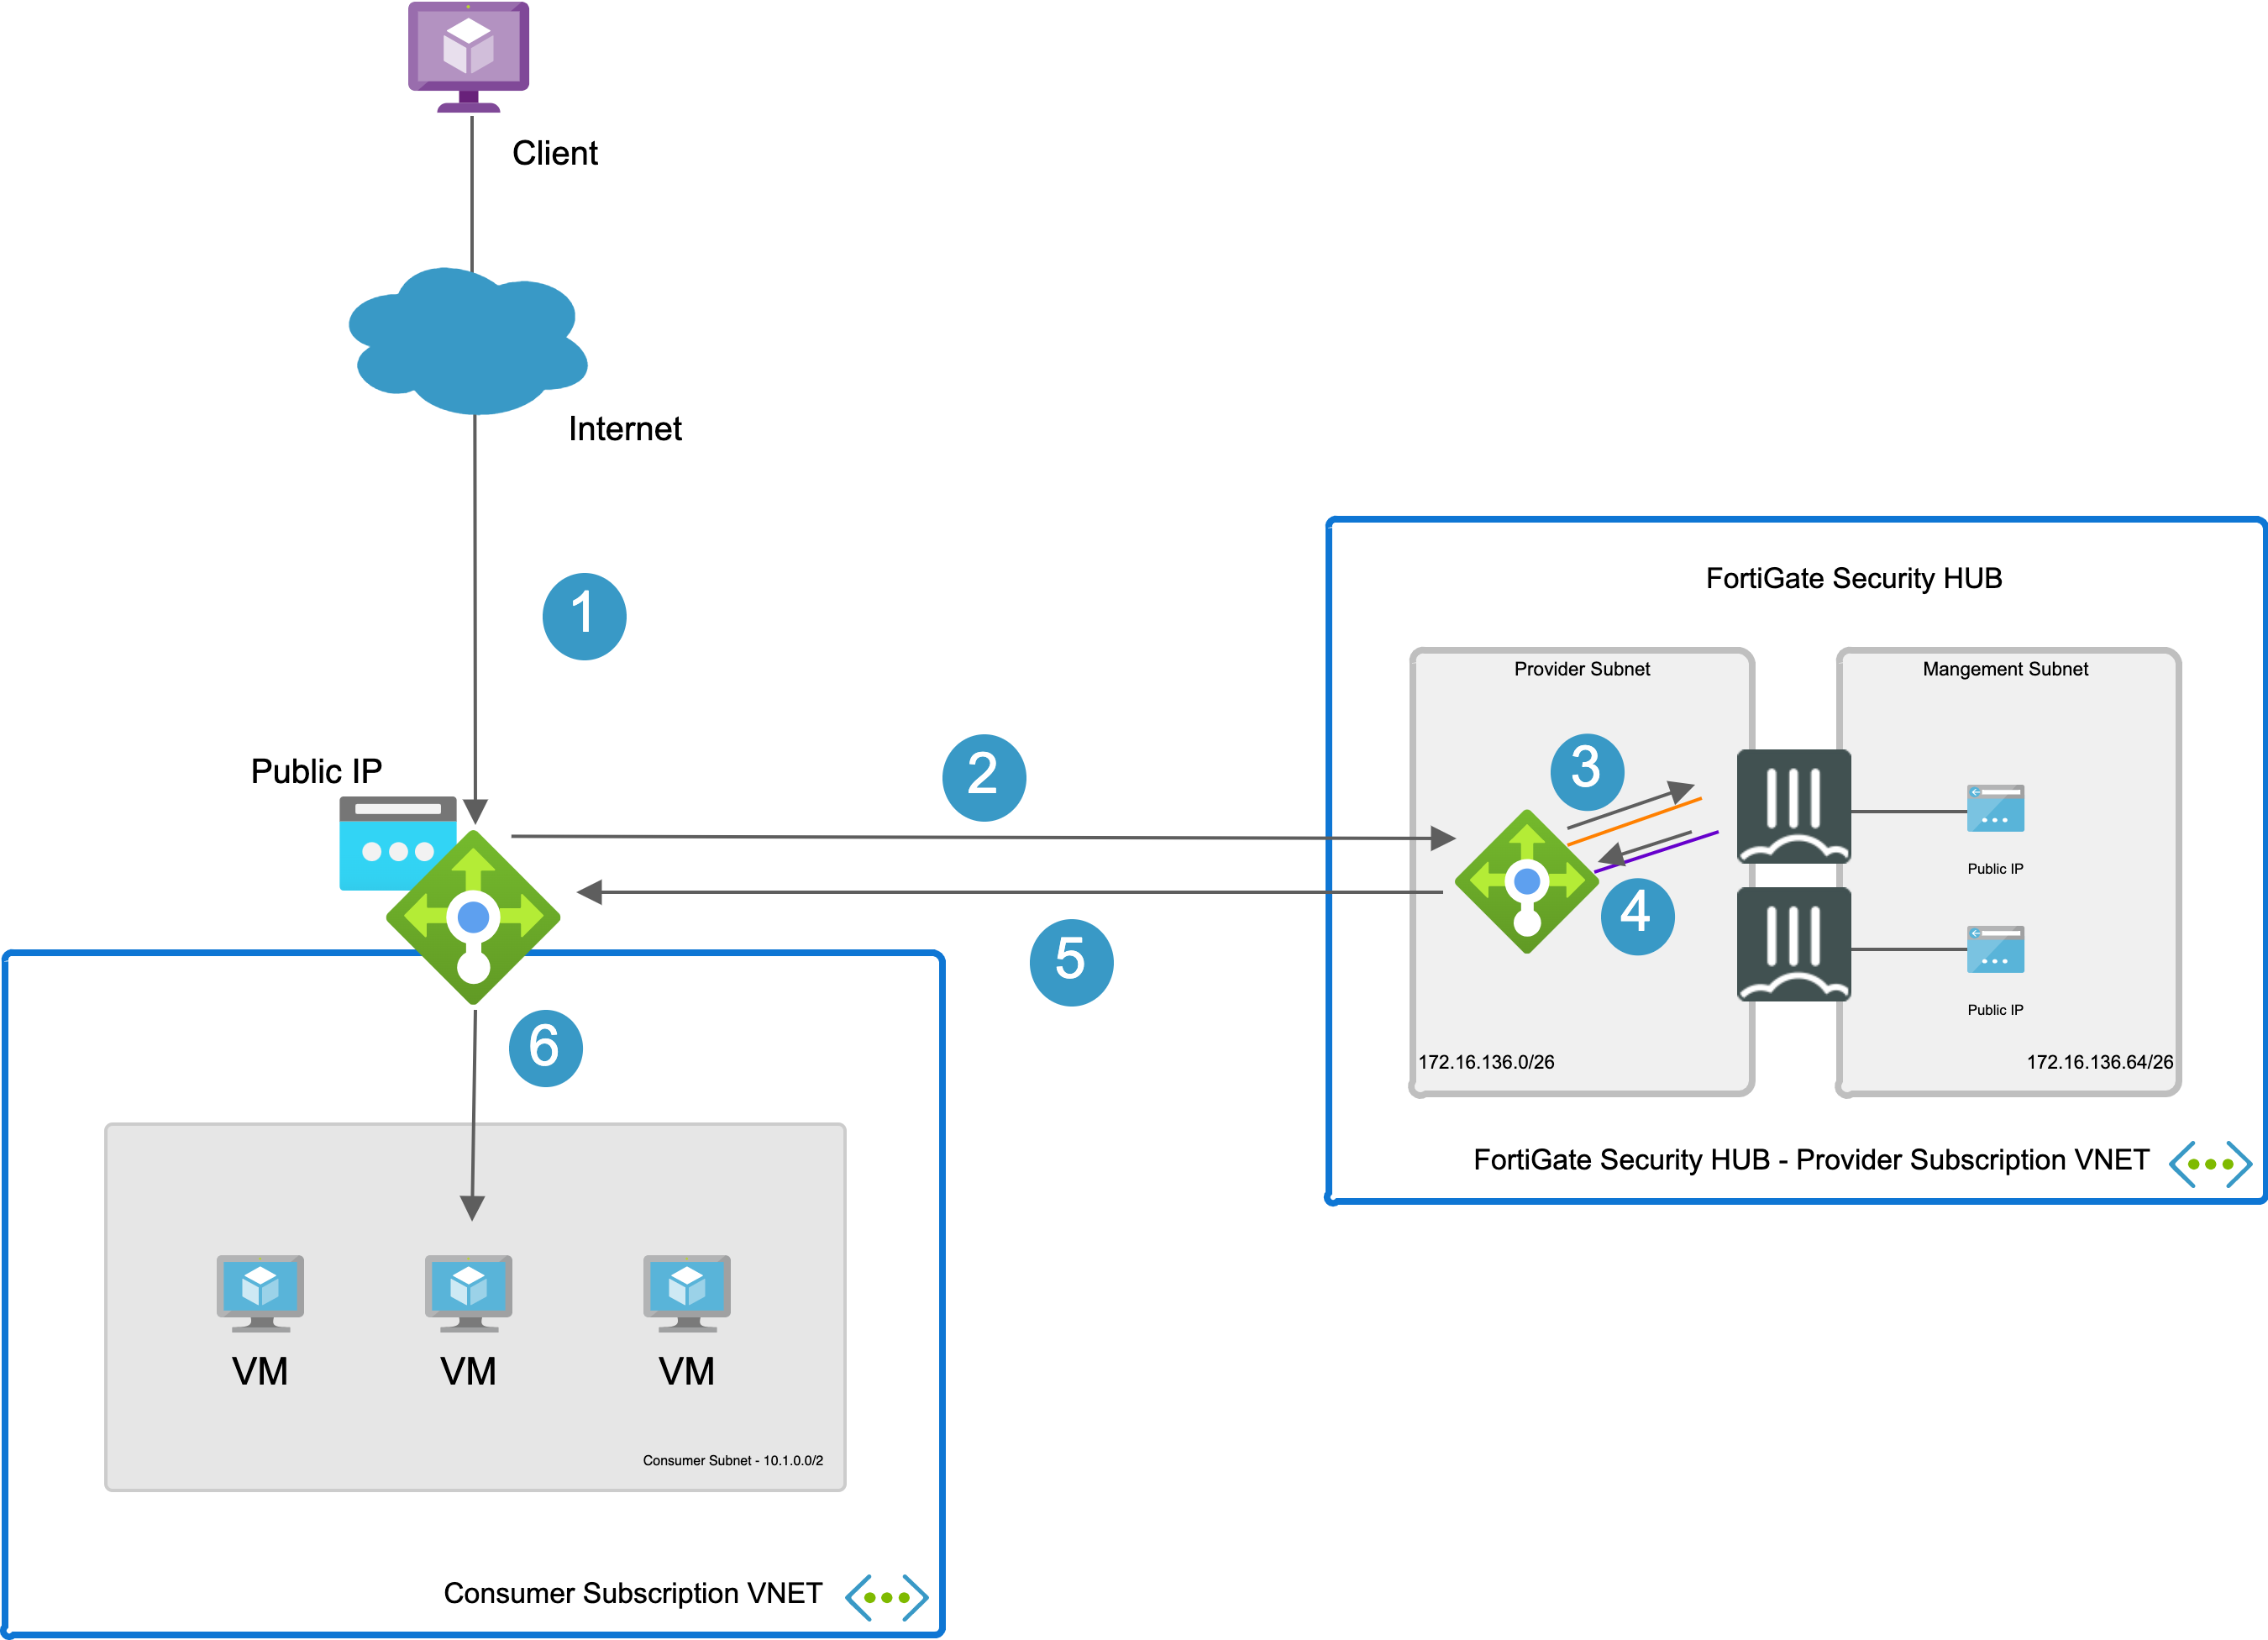 Client
Internet
1
FortiGate Security HUB
Provider Subnet
Mangement Subnet
Public IP
2
3
4
5
Public IP
Public IP
6
172.16.136.0/26
172.16.136.64/26
FortiGate Security HUB - Provider Subscription VNET
VM
VM
VM
Consumer Subnet - 10.1.0.0/2
Consumer Subscription VNET